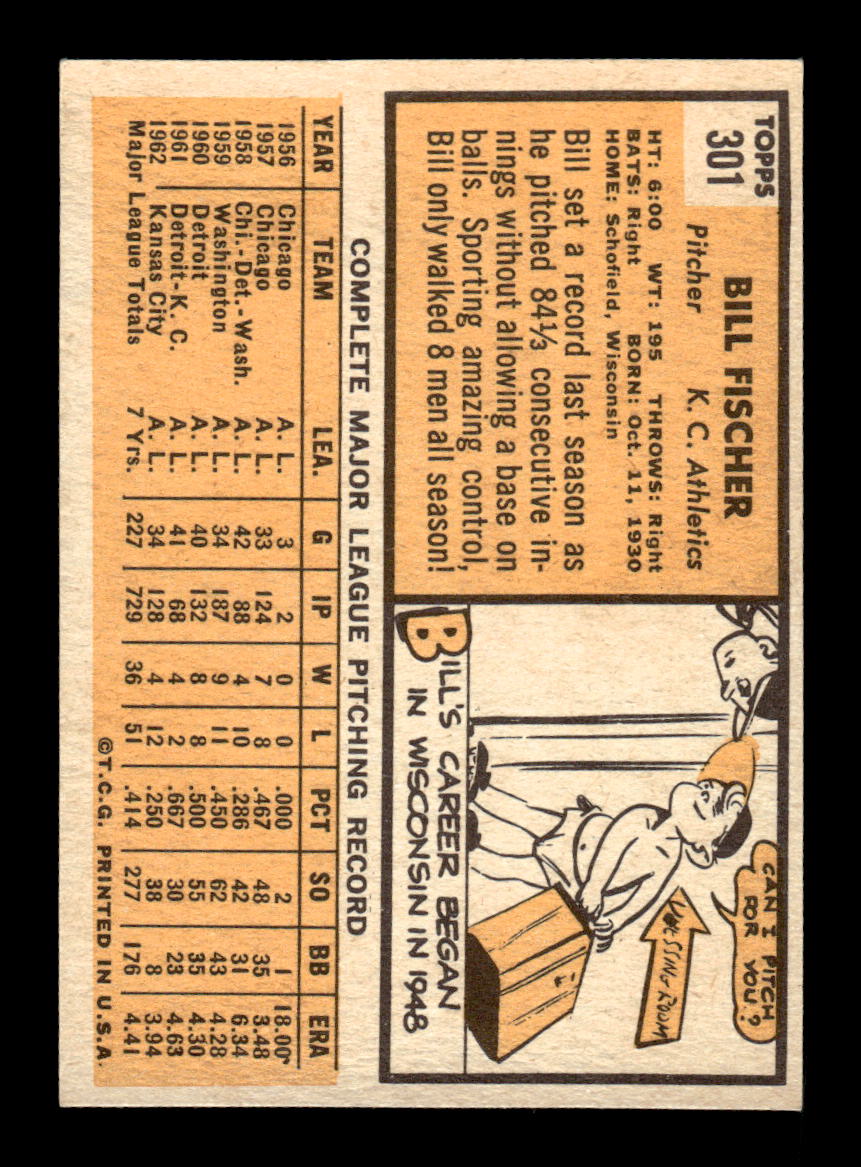 TOPPS
301
BILL FISCHER
Pitcher K. C. Athletics
HT: 6:00 WT: 195 THROWS: Right
BATS: Right BORN: Oct. 11, 1930
HOME: Schofield, Wisconsin
Bill set a record last season as
he pitched 84⅓ consecutive in-
nings without allowing a base on
balls. Sporting amazing control,
Bill only walked 8 men all season!
CAN I PITCH
FOR YOU?
DRESSING ROOM
BILL'S CAREER BEGAN
IN WISCONSIN IN 1948
COMPLETE MAJOR LEAGUE PITCHING RECORD
YEAR TEAM LEA. G IP W L PCT SO BB ERA
1956 Chicago A. L. 3 2 0 0 .000 2 1 18.00
1957 Chicago A. L. 33 124 7 8 .467 48 35 3.48
1958 Chi.-Det.-Wash. A. L. 42 88 4 10 .286 42 31 6.34
1959 Washington A. L. 34 187 9 11 .450 62 43 4.28
1960 Detroit A. L. 40 132 8 8 .500 55 35 4.30
1961 Detroit-K. C. A. L. 41 68 4 2 .667 30 23 4.63
1962 Kansas City A. L. 34 128 4 12 .250 38 8 3.94
Major League Totals 7 Yrs. 227 729 36 51 .414 277 176 4.41
©T.C.G. PRINTED IN U.S.A.